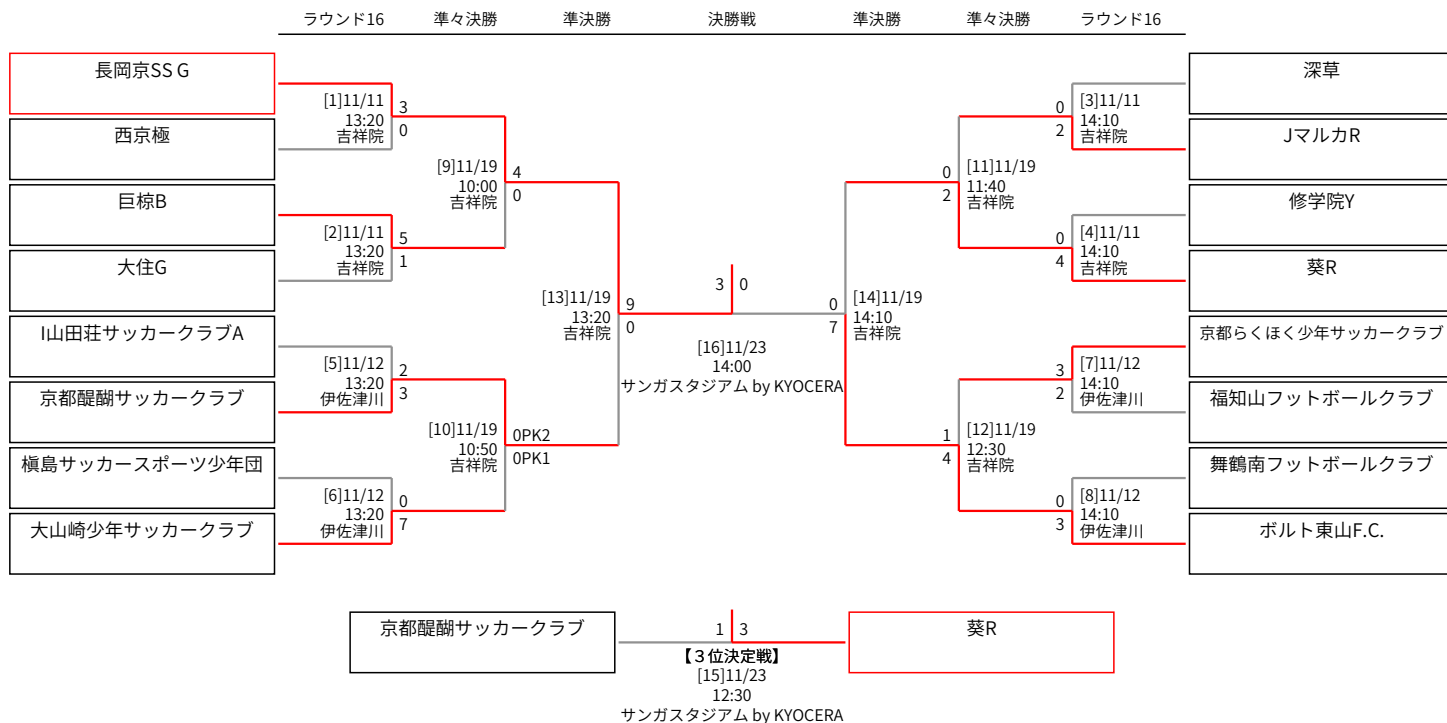 ラウンド16
準々決勝
準決勝
決勝戦
準決勝
準々決勝
ラウンド16
長岡京SS G
西京極
[1]11/11
13:20
吉祥院
3
0
巨椋B
大住G
[2]11/11
13:20
吉祥院
5
1
[9]11/19
10:00
吉祥院
4
0
I山田荘サッカークラブA
京都醍醐サッカークラブ
[5]11/12
13:20
伊佐津川
2
3
槇島サッカースポーツ少年団
大山崎少年サッカークラブ
[6]11/12
13:20
伊佐津川
0
7
[10]11/19
10:50
吉祥院
0PK2
0PK1
[13]11/19
13:20
吉祥院
9
0
3
0
[16]11/23
14:00
サンガスタジアム by KYOCERA
0
7
[14]11/19
14:10
吉祥院
0
2
[11]11/19
11:40
吉祥院
0
2
[3]11/11
14:10
吉祥院
深草
JマルカR
0
4
[4]11/11
14:10
吉祥院
修学院Y
葵R
1
4
[12]11/19
12:30
吉祥院
3
2
[7]11/12
14:10
伊佐津川
京都らくほく少年サッカークラブ
福知山フットボールクラブ
0
3
[8]11/12
14:10
伊佐津川
舞鶴南フットボールクラブ
ボルト東山F.C.
京都醍醐サッカークラブ
1
3
葵R
【３位決定戦】
[15]11/23
12:30
サンガスタジアム by KYOCERA